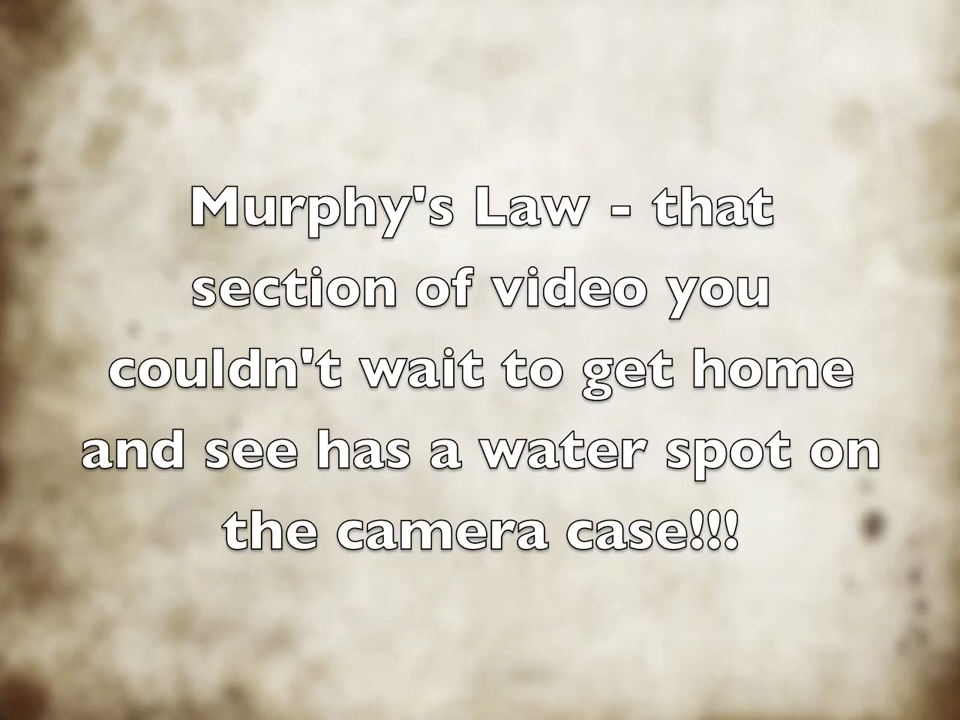 Murphy's Law - that
section of video you
couldn't wait to get home
and see has a water spot on
the camera case!!!